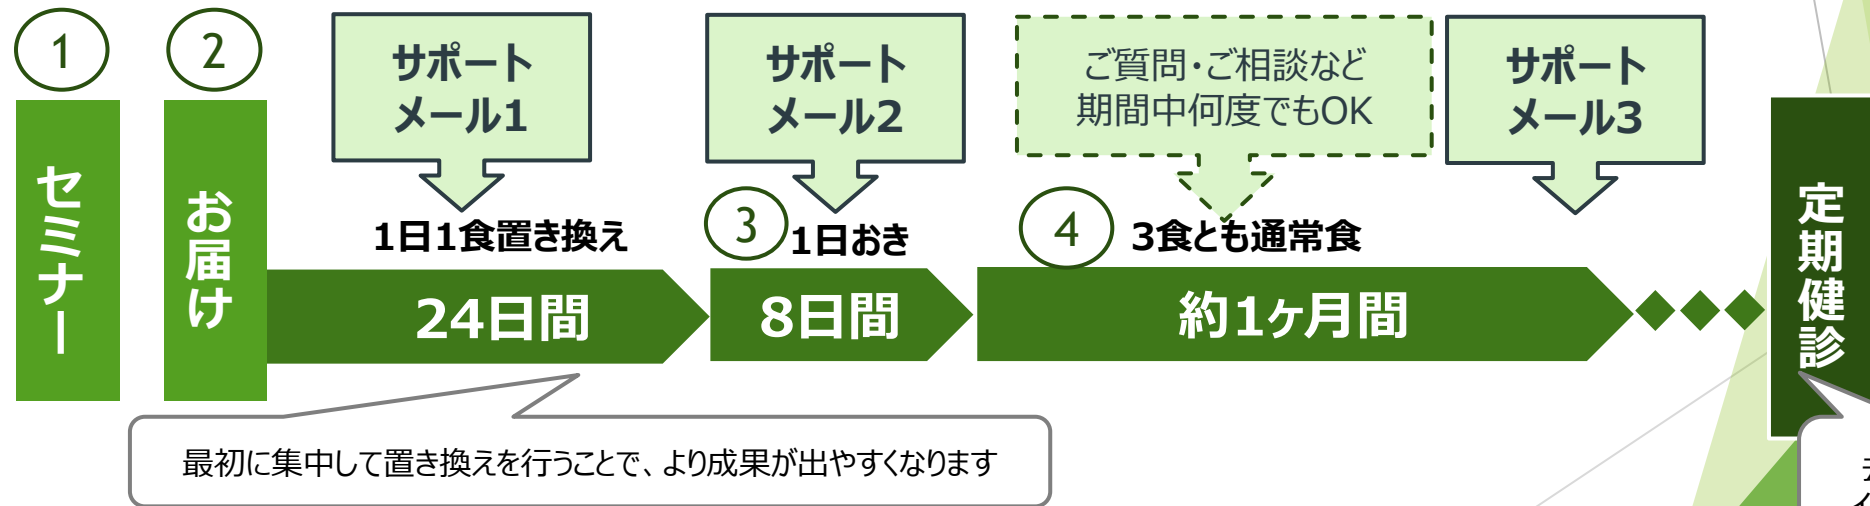 1
セミナー
2
お届け
サポート
メール1
1日1食置き換え
24日間
サポート
メール2
3
1日おき
8日間
ご質問・ご相談など
期間中何度でもOK
4
3食とも通常食
約1ヶ月間
サポート
メール3
定期健診
最初に集中して置き換えを行うことで、より成果が出やすくなります